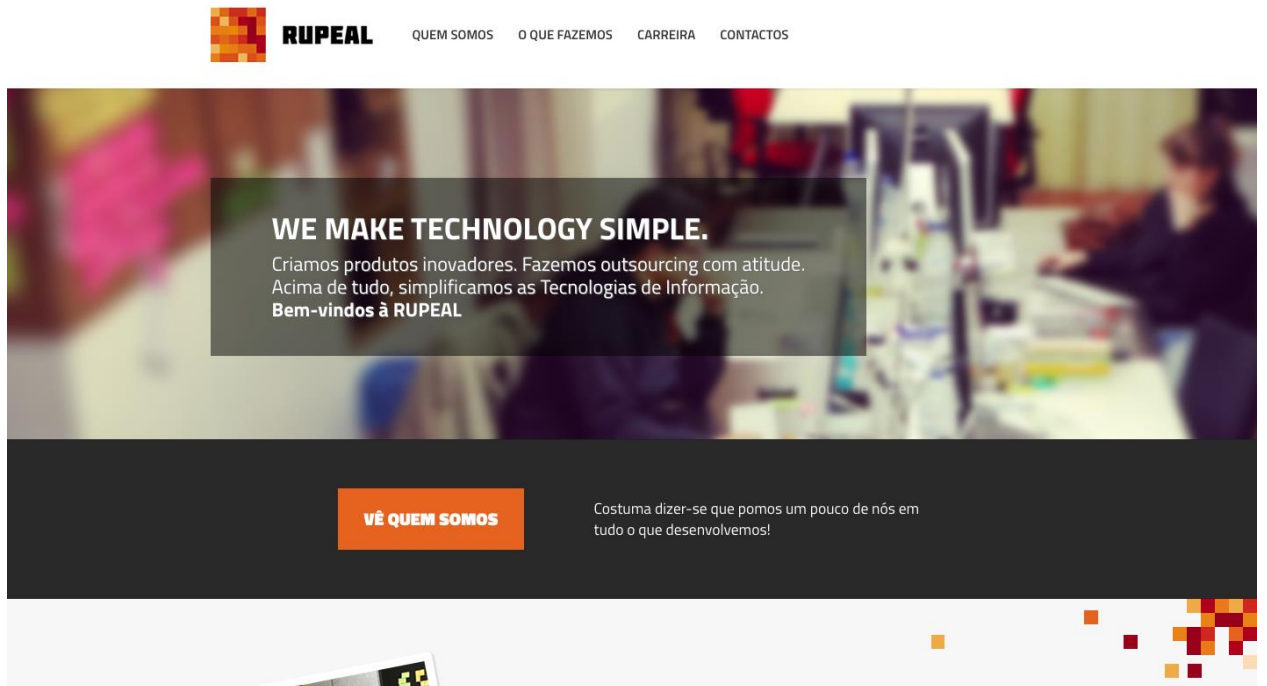 RUPEAL
QUEM SOMOS
O QUE FAZEMOS
CARREIRA
CONTACTOS
WE MAKE TECHNOLOGY SIMPLE.
Criamos produtos inovadores. Fazemos outsourcing com atitude.
Acima de tudo, simplificamos as Tecnologias de Informação.
Bem-vindos à RUPEAL
VÊ QUEM SOMOS
Costuma dizer-se que pomos um pouco de nós em
tudo o que desenvolvemos!